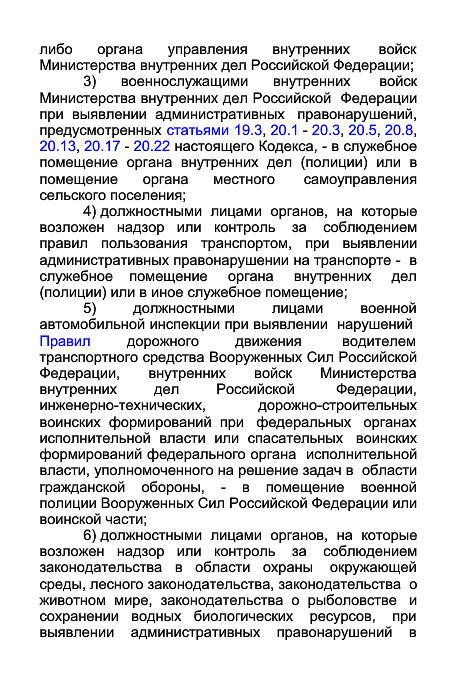 либо органа управления внутренних войск
Министерства внутренних дел Российской Федерации;
3) военнослужащими внутренних войск
Министерства внутренних дел Российской Федерации
при выявлении административных правонарушений,
предусмотренных статьями 19.3, 20.1 - 20.3, 20.5, 20.8,
20.13, 20.17 - 20.22 настоящего Кодекса, - в служебное
помещение органа внутренних дел (полиции) или в
помещение органа местного самоуправления
сельского поселения;
4) должностными лицами органов, на которые
возложен надзор или контроль за соблюдением
правил пользования транспортом, при выявлении
административных правонарушении на транспорте - в
служебное помещение органа внутренних дел
(полиции) или в иное служебное помещение;
5) должностными лицами военной
автомобильной инспекции при выявлении нарушений
Правил дорожного движения водителем
транспортного средства Вооруженных Сил Российской
Федерации, внутренних войск Министерства
внутренних дел Российской Федерации,
инженерно-технических, дорожно-строительных
воинских формирований при федеральных органах
исполнительной власти или спасательных воинских
формирований федерального органа исполнительной
власти, уполномоченного на решение задач в области
гражданской обороны, - в помещение военной
полиции Вооруженных Сил Российской Федерации или
воинской части;
6) должностными лицами органов, на которые
возложен надзор или контроль за соблюдением
законодательства в области охраны окружающей
среды, лесного законодательства, законодательства о
животном мире, законодательства о рыболовстве и
сохранении водных биологических ресурсов, при
выявлении административных правонарушений в